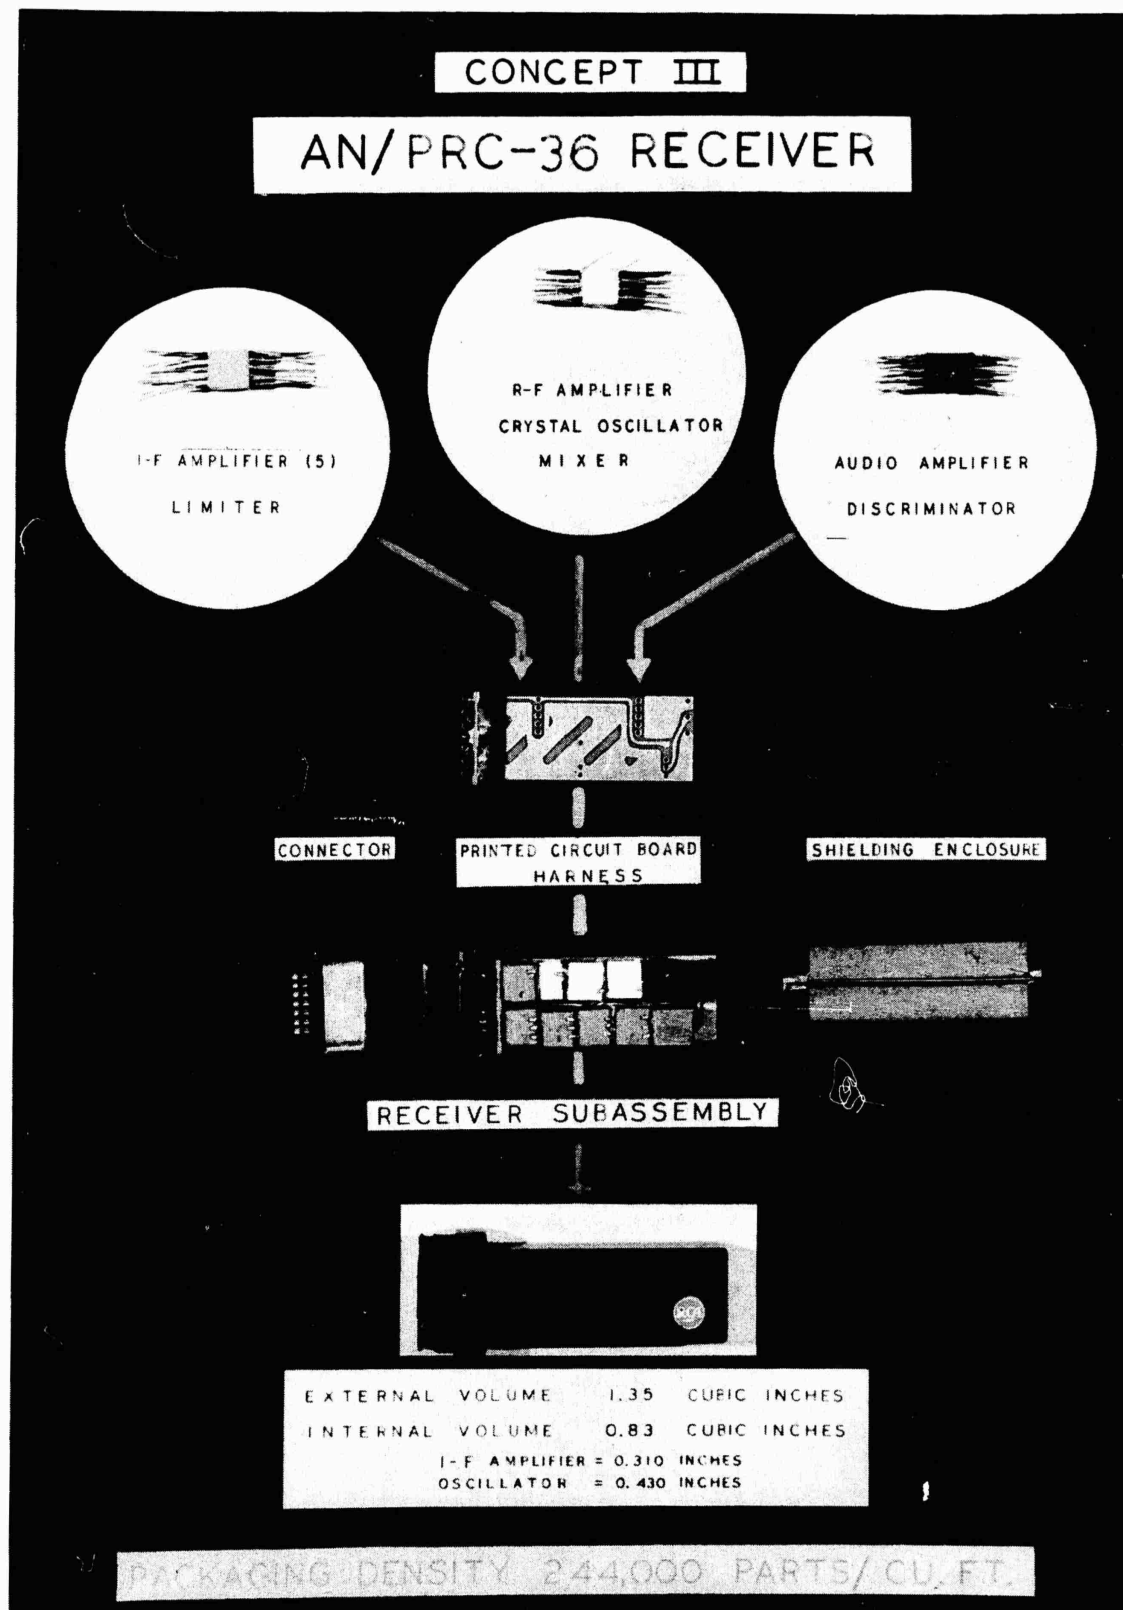 CONCEPT III
AN/PRC-36 RECEIVER
I-F AMPLIFIER (5)
LIMITER
R-F AMPLIFIER
CRYSTAL OSCILLATOR
MIXER
AUDIO AMPLIFIER
DISCRIMINATOR
CONNECTOR
PRINTED CIRCUIT BOARD
HARNESS
SHIELDING ENCLOSURE
RECEIVER SUBASSEMBLY
RCA
EXTERNAL VOLUME 1.35 CUBIC INCHES
INTERNAL VOLUME 0.83 CUBIC INCHES
I-F AMPLIFIER = 0.310 INCHES
OSCILLATOR = 0.430 INCHES
PACKAGING DENSITY 244,000 PARTS/CU. FT.